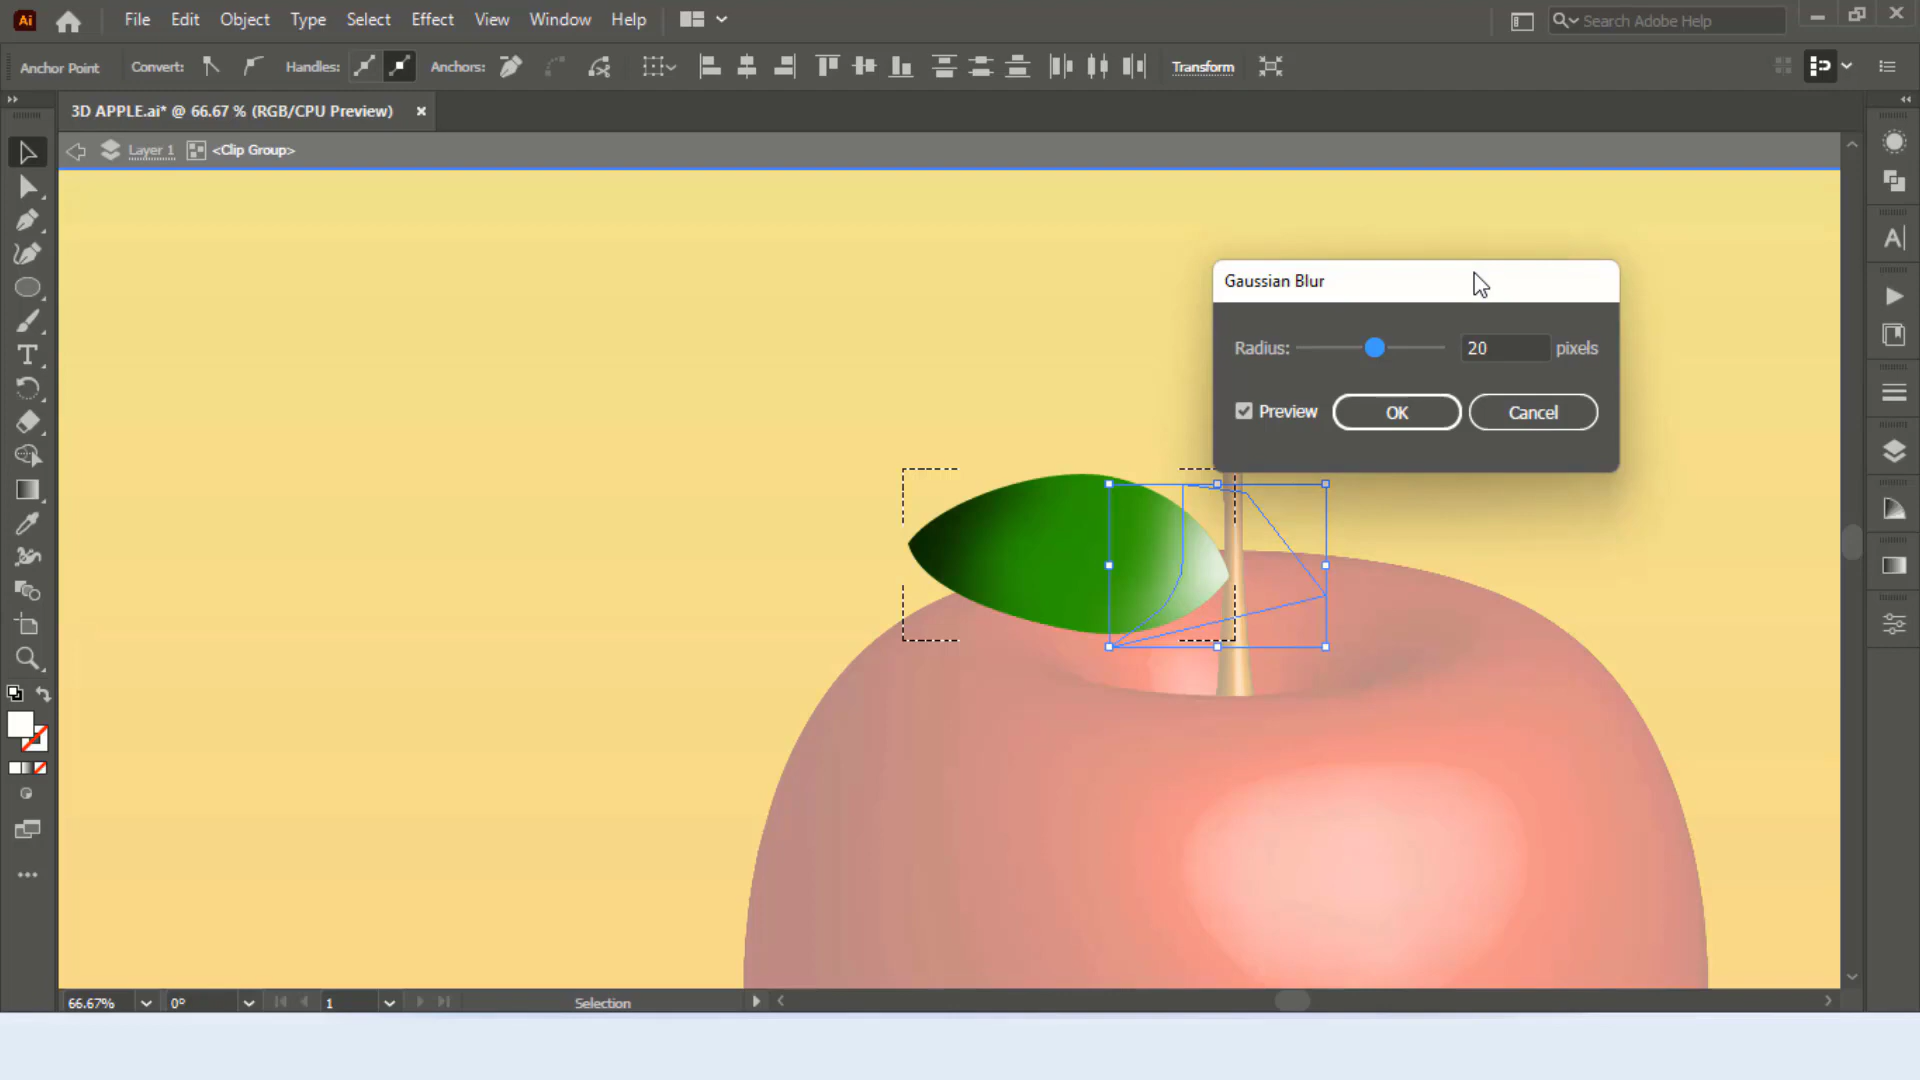 Ai File Edit Object Type Select Effect View Window Help Search Adobe Help
Anchor Point Convert: Handles: Anchors: Transform
3D APPLE.ai* @ 66.67 % (RGB/CPU Preview)
Layer 1 <Clip Group>
Gaussian Blur
Radius: 20 pixels
Preview OK Cancel
66.67% 0° 1 Selection